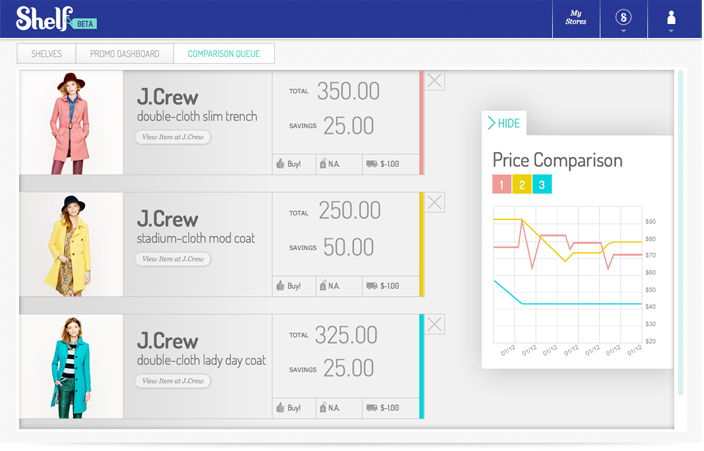 Shelf
BETA
My
Stores
SHELVES
PROMO DASHBOARD
COMPARISON QUEUE
J.Crew
double-cloth slim trench
View Item at J.Crew
TOTAL 350.00
SAVINGS 25.00
Buy!
N.A.
$-1.00
J.Crew
stadium-cloth mod coat
View Item at J.Crew
TOTAL 250.00
SAVINGS 50.00
Buy!
N.A.
$-1.00
J.Crew
double-cloth lady day coat
View Item at J.Crew
TOTAL 325.00
SAVINGS 25.00
Buy!
N.A.
$-1.00
HIDE
Price Comparison
1 2 3
$90
$80
$70
$60
$50
$40
$30
$20
01/12 01/12 01/12 01/12 01/12 01/12 01/12